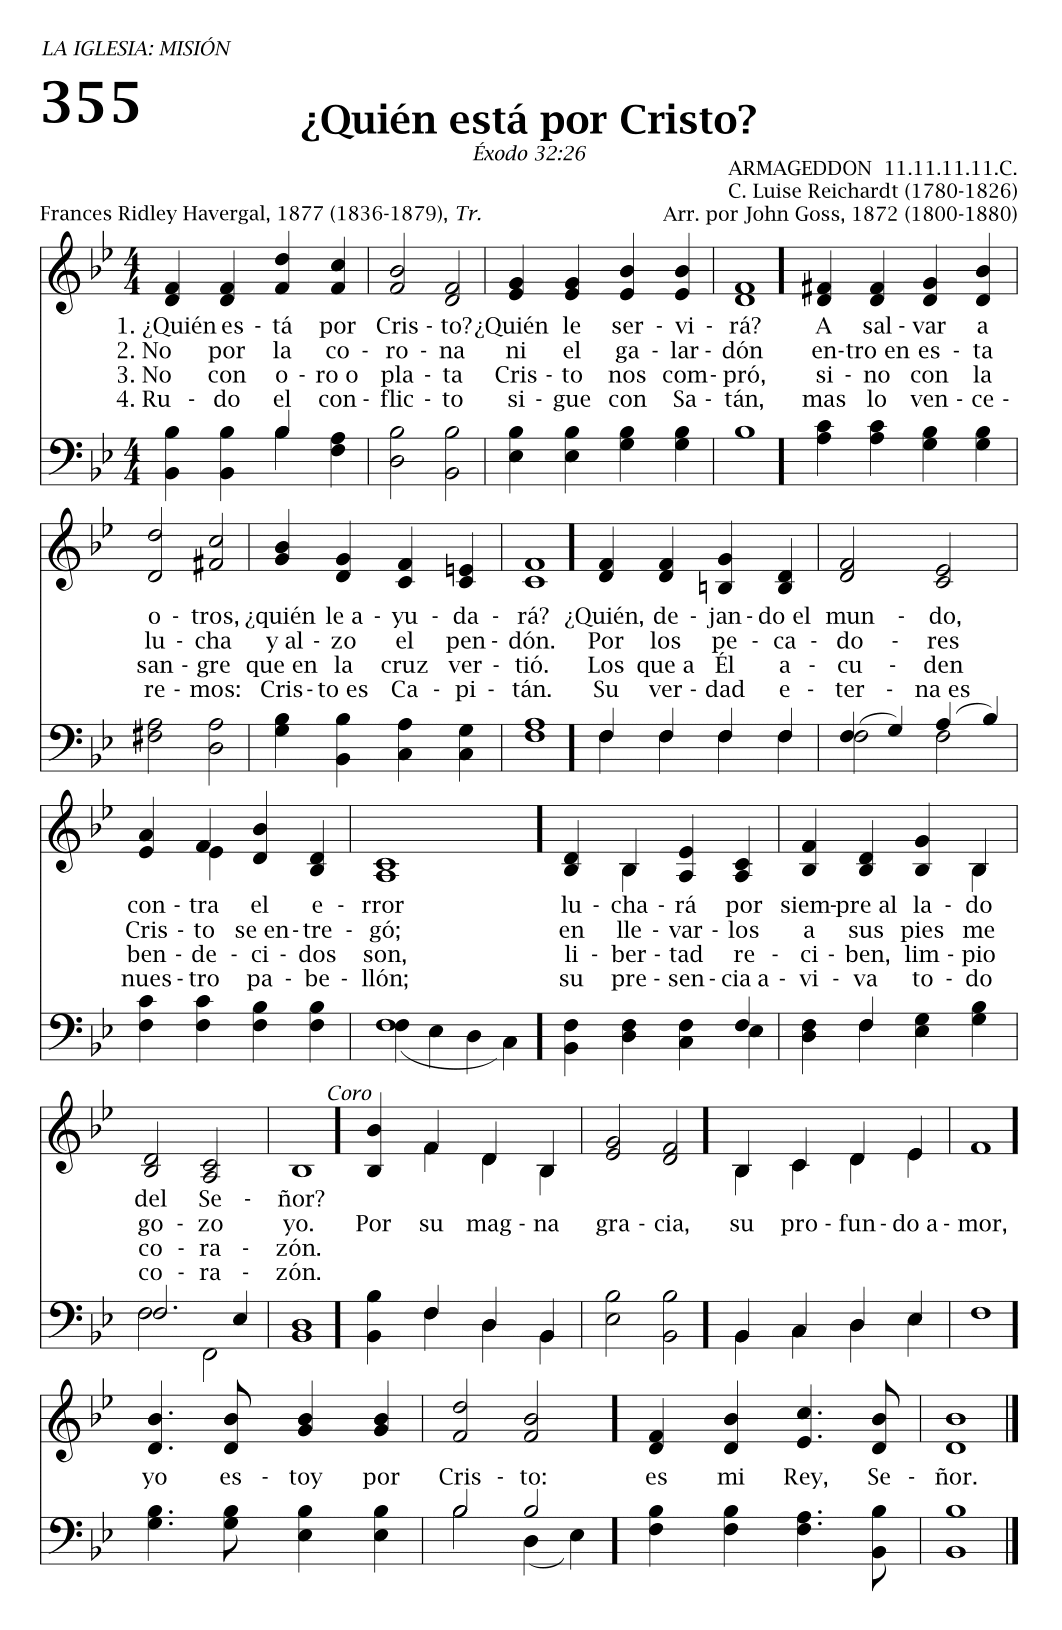 LA IGLESIA: MISIÓN
355
¿Quién está por Cristo?
Éxodo 32:26
ARMAGEDDON 11.11.11.11.C.
C. Luise Reichardt (1780-1826)
Frances Ridley Havergal, 1877 (1836-1879), Tr.
Arr. por John Goss, 1872 (1800-1880)
4 4
1. ¿Quién es - tá por Cris - to? ¿Quién le ser - vi - rá? A sal - var a
2. No por la co - ro - na ni el ga - lar - dón en-tro en es - ta
3. No con o - ro o pla - ta Cris - to nos com - pró, si - no con la
4. Ru - do el con - flic - to si - gue con Sa - tán, mas lo ven - ce -
4 4
o - tros, ¿quién le a - yu - da - rá? ¿Quién, de - jan - do el mun - do,
lu - cha y al - zo el pen - dón. Por los pe - ca - do - res
san - gre que en la cruz ver - tió. Los que a Él a - cu - den
re - mos: Cris - to es Ca - pi - tán. Su ver - dad e - ter - na es
con - tra el e - rror lu - cha - rá por siem-pre al la - do
Cris - to se en - tre - gó; en lle - var - los a sus pies me
ben - de - ci - dos son, li - ber - tad re - ci - ben, lim - pio
nues - tro pa - be - llón; su pre - sen - cia a - vi - va to - do
Coro
del Se - ñor?
go - zo yo. Por su mag - na gra - cia, su pro - fun - do a - mor,
co - ra - zón.
co - ra - zón.
yo es - toy por Cris - to: es mi Rey, Se - ñor.